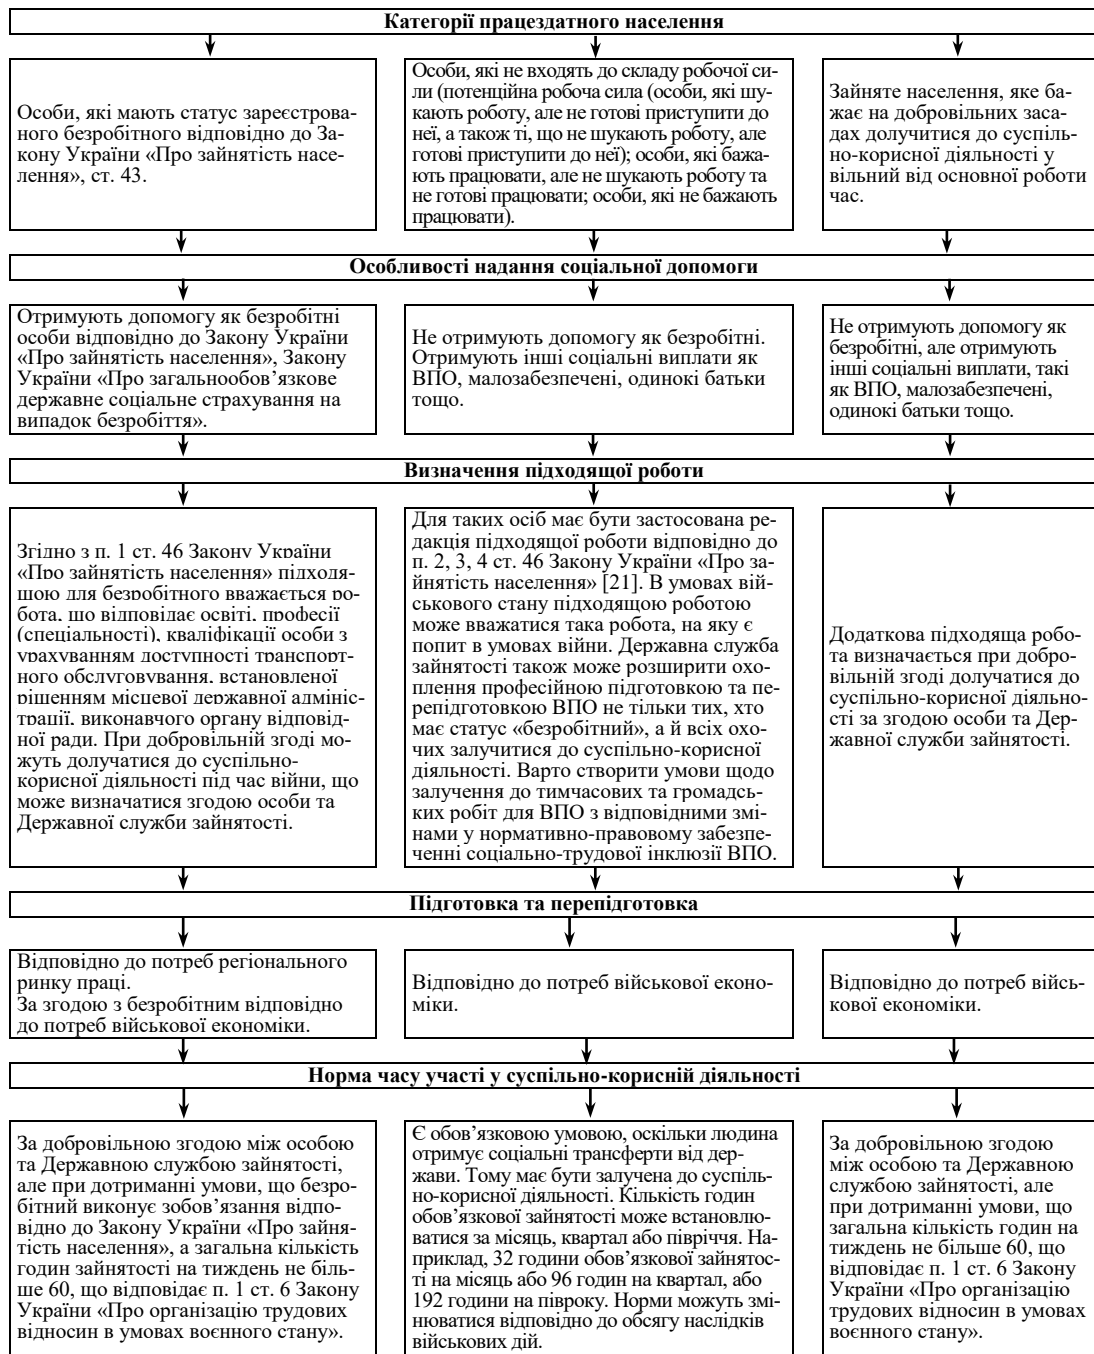 Категорії працездатного населення
Особи, які мають статус зареєстрова-
ного безробітного відповідно до За-
кону України «Про зайнятість насе-
лення», ст. 43.
Особи, які не входять до складу робочої си-
ли (потенційна робоча сила (особи, які шу-
кають роботу, але не готові приступити до
неї, а також ті, що не шукають роботу, але
готові приступити до неї); особи, які бажа-
ють працювати, але не шукають роботу та
не готові працювати; особи, які не бажають
працювати).
Зайняте населення, яке ба-
жає на добровільних заса-
дах долучитися до суспіль-
но-корисної діяльності у
вільний від основної роботи
час.
Особливості надання соціальної допомоги
Отримують допомогу як безробітні
особи відповідно до Закону України
«Про зайнятість населення», Закону
України «Про загальнообов’язкове
державне соціальне страхування на
випадок безробіття».
Не отримують допомогу як безробітні.
Отримують інші соціальні виплати як
ВПО, малозабезпечені, одинокі батьки
тощо.
Не отримують допомогу як
безробітні, але отримують
інші соціальні виплати, такі
як ВПО, малозабезпечені,
одинокі батьки тощо.
Визначення підходящої роботи
Згідно з п. 1 ст. 46 Закону України
«Про зайнятість населення» підходя-
щою для безробітного вважається ро-
бота, що відповідає освіті, професії
(спеціальності), кваліфікації особи з
урахуванням доступності транспорт-
ного обслуговування, встановленої
рішенням місцевої державної адмініс-
трації, виконавчого органу відповід-
ної ради. При добровільній згоді мо-
жуть долучатися до суспільно-
корисної діяльності під час війни, що
може визначатися згодою особи та
Державної служби зайнятості.
Для таких осіб має бути застосована ре-
дакція підходящої роботи відповідно до
п. 2, 3, 4 ст. 46 Закону України «Про за-
йнятість населення» [21]. В умовах вій-
ськового стану підходящою роботою
може вважатися така робота, на яку є
попит в умовах війни. Державна служба
зайнятості також може розширити охо-
плення професійною підготовкою та пе-
репідготовкою ВПО не тільки тих, хто
має статус «безробітний», а й всіх охо-
чих залучитися до суспільно-корисної
діяльності. Варто створити умови щодо
залучення до тимчасових та громадсь-
ких робіт для ВПО з відповідними змі-
нами у нормативно-правовому забезпе-
ченні соціально-трудової інклюзії ВПО.
Додаткова підходяща робо-
та визначається при добро-
вільній згоді долучатися до
суспільно-корисної діяльно-
сті за згодою особи та Дер-
жавної служби зайнятості.
Підготовка та перепідготовка
Відповідно до потреб регіонального
ринку праці.
За згодою з безробітним відповідно
до потреб військової економіки.
Відповідно до потреб військової еконо-
міки.
Відповідно до потреб війсь-
кової економіки.
Норма часу участі у суспільно-корисній діяльності
За добровільною згодою між особою
та Державною службою зайнятості,
але при дотриманні умови, що безро-
бітний виконує зобов’язання відпо-
відно до Закону України «Про зайня-
тість населення», а загальна кількість
годин зайнятості на тиждень не біль-
ше 60, що відповідає п. 1 ст. 6 Закону
України «Про організацію трудових
відносин в умовах воєнного стану».
Є обов’язковою умовою, оскільки людина
отримує соціальні трансферти від дер-
жави. Тому має бути залучена до суспіль-
но-корисної діяльності. Кількість годин
обов’язкової зайнятості може встановлю-
ватися за місяць, квартал або півріччя. На-
приклад, 32 години обов’язкової зайнятос-
ті на місяць або 96 годин на квартал, або
192 години на півроку. Норми можуть змі-
нюватися відповідно до обсягу наслідків
військових дій.
За добровільною згодою
між особою та Державною
службою зайнятості, але
при дотриманні умови, що
загальна кількість годин на
тиждень не більше 60, що
відповідає п. 1 ст. 6 Закону
України «Про організацію
трудових відносин в умовах
воєнного стану».